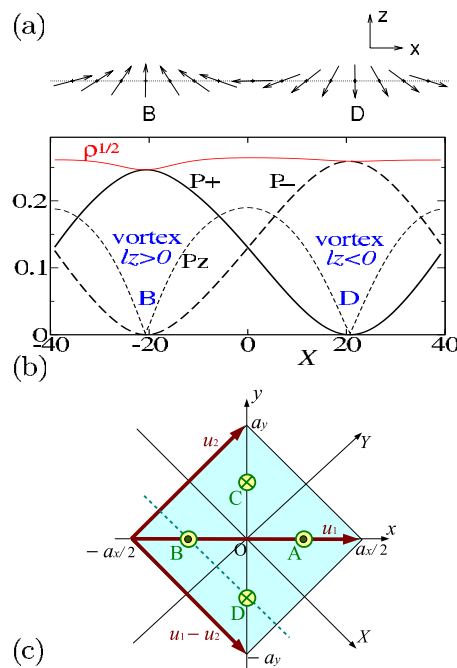 (a)
z
x
B D
ρ1/2
P+ P−
0.2
vortex vortex
lz>0 lz<0
Pz
0.1
B D
0
-40 -20 0 20 40
X
(b)
y
u2 ay
Y
C
u1
x
− ax/2 B O A ax/2
D
u1 − u2 X
− ay
(c)